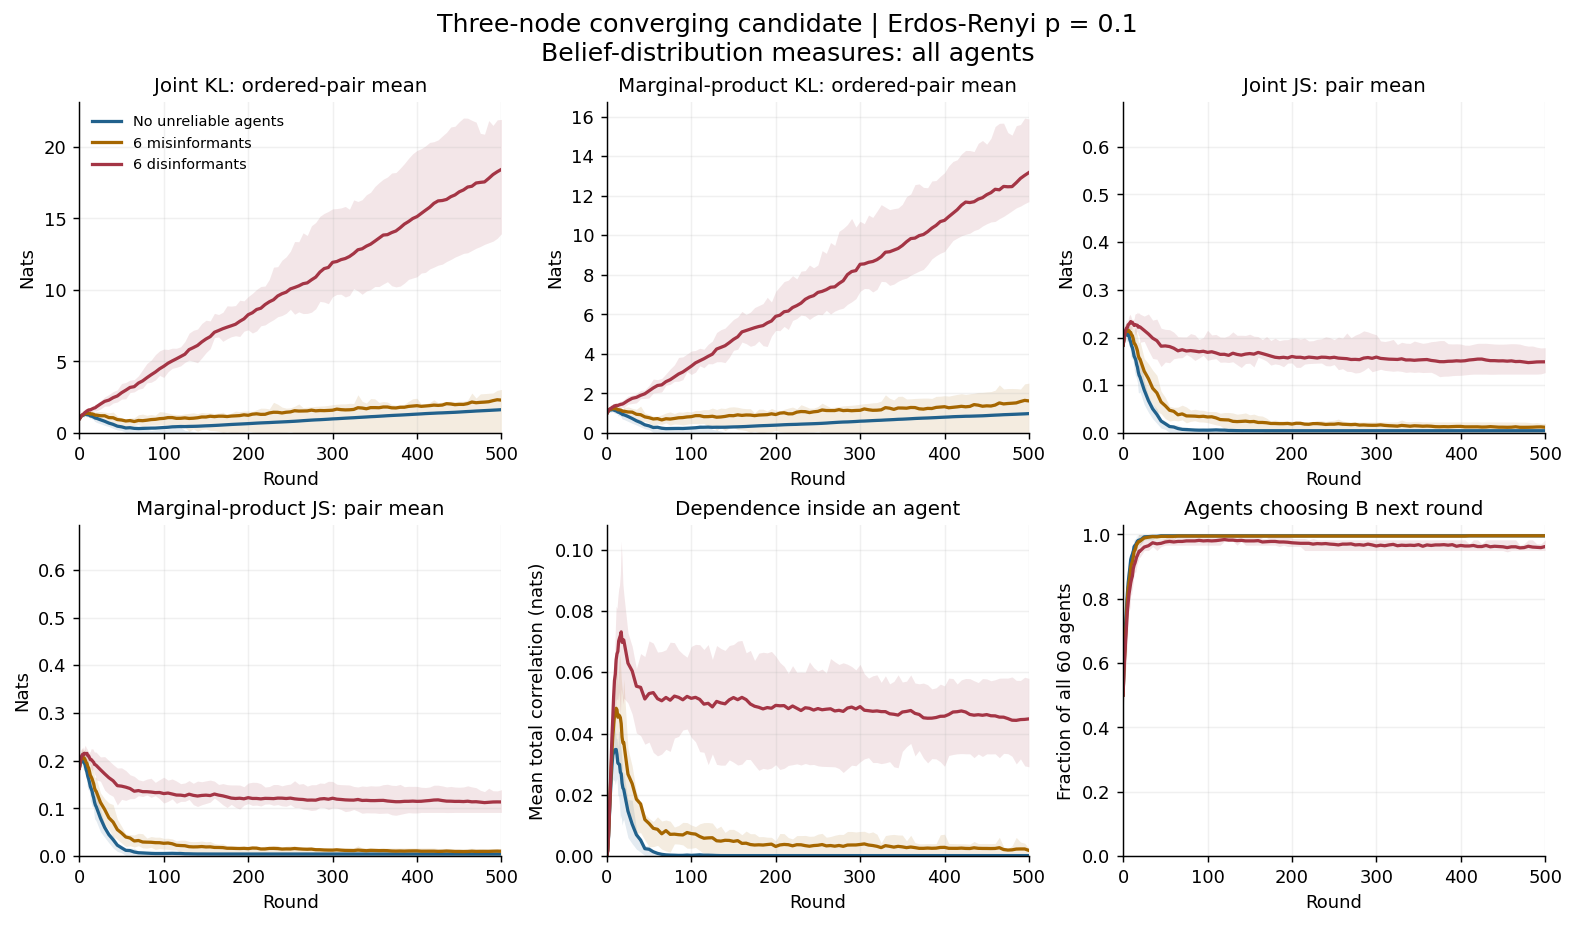 Three-node converging candidate | Erdos-Renyi p = 0.1
Belief-distribution measures: all agents
Joint KL: ordered-pair mean
Nats
20
15
10
5
0
No unreliable agents
6 misinformants
6 disinformants
0 100 200 300 400 500
Round
Marginal-product KL: ordered-pair mean
Nats
16
14
12
10
8
6
4
2
0
0 100 200 300 400 500
Round
Joint JS: pair mean
Nats
0.6
0.5
0.4
0.3
0.2
0.1
0.0
0 100 200 300 400 500
Round
Marginal-product JS: pair mean
Nats
0.6
0.5
0.4
0.3
0.2
0.1
0.0
0 100 200 300 400 500
Round
Dependence inside an agent
Mean total correlation (nats)
0.10
0.08
0.06
0.04
0.02
0.00
0 100 200 300 400 500
Round
Agents choosing B next round
Fraction of all 60 agents
1.0
0.8
0.6
0.4
0.2
0.0
0 100 200 300 400 500
Round